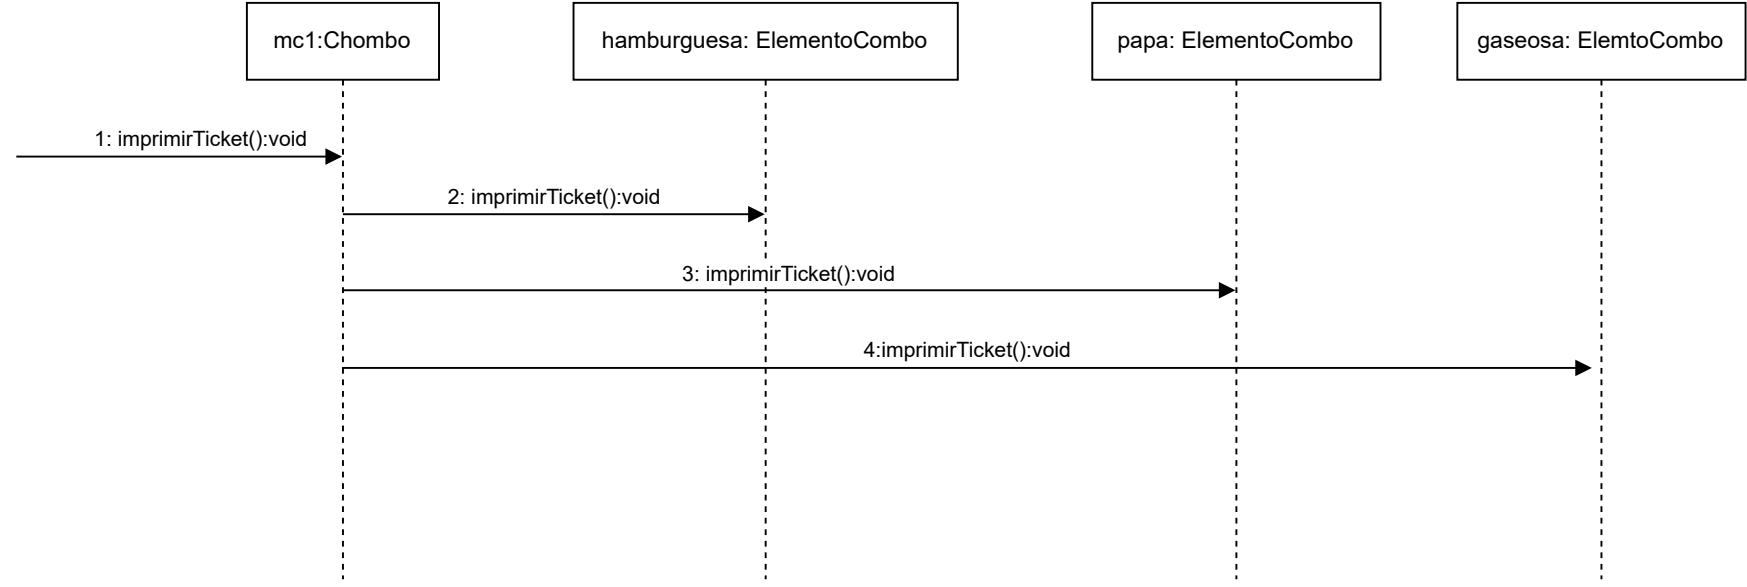 mc1:Chombo
hamburguesa: ElementoCombo
papa: ElementoCombo
gaseosa: ElemtoCombo
1: imprimirTicket():void
2: imprimirTicket():void
3: imprimirTicket():void
4:imprimirTicket():void